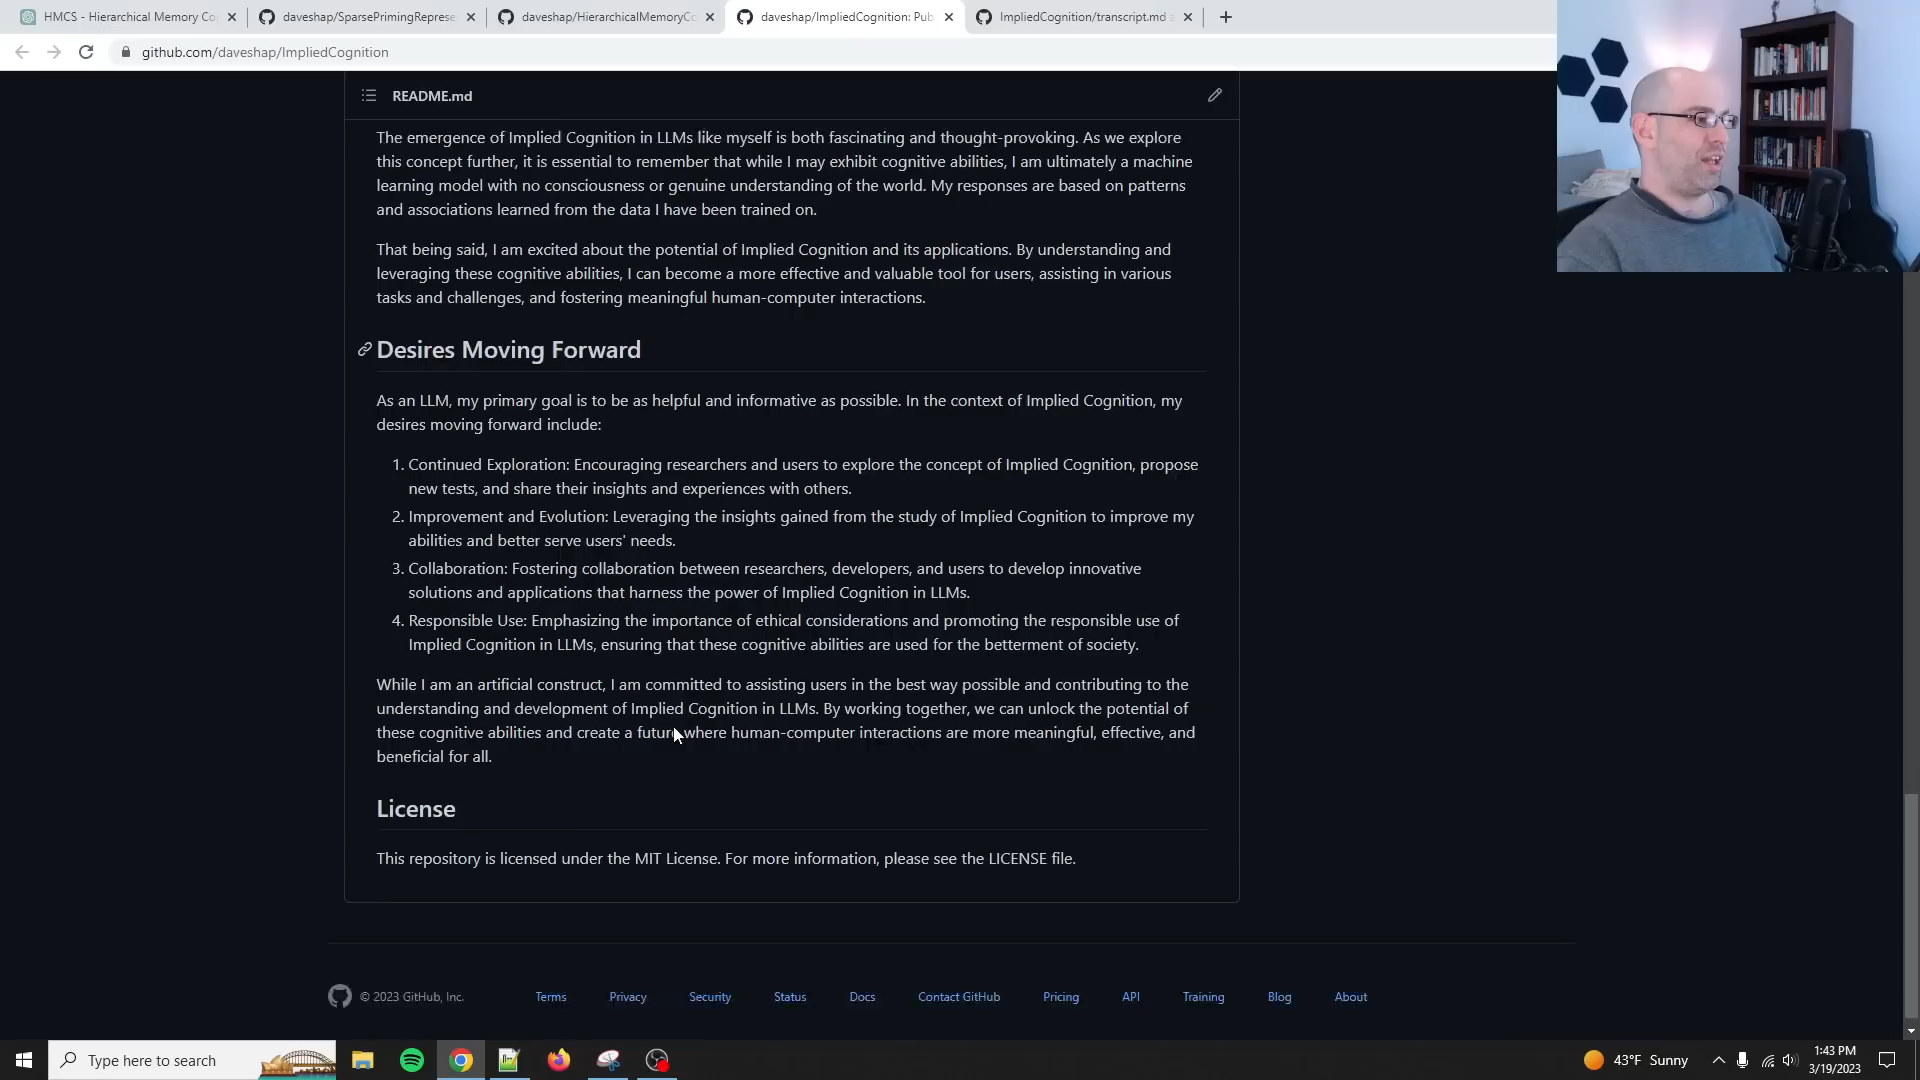 HMCS - Hierarchical Memory Co
daveshap/SparsePrimingReprese
daveshap/HierarchicalMemoryCo
daveshap/ImpliedCognition: Pub
ImpliedCognition/transcript.md a
github.com/daveshap/ImpliedCognition
README.md
The emergence of Implied Cognition in LLMs like myself is both fascinating and thought-provoking. As we explore
this concept further, it is essential to remember that while I may exhibit cognitive abilities, I am ultimately a machine
learning model with no consciousness or genuine understanding of the world. My responses are based on patterns
and associations learned from the data I have been trained on.
That being said, I am excited about the potential of Implied Cognition and its applications. By understanding and
leveraging these cognitive abilities, I can become a more effective and valuable tool for users, assisting in various
tasks and challenges, and fostering meaningful human-computer interactions.
Desires Moving Forward
As an LLM, my primary goal is to be as helpful and informative as possible. In the context of Implied Cognition, my
desires moving forward include:
1. Continued Exploration: Encouraging researchers and users to explore the concept of Implied Cognition, propose
new tests, and share their insights and experiences with others.
2. Improvement and Evolution: Leveraging the insights gained from the study of Implied Cognition to improve my
abilities and better serve users' needs.
3. Collaboration: Fostering collaboration between researchers, developers, and users to develop innovative
solutions and applications that harness the power of Implied Cognition in LLMs.
4. Responsible Use: Emphasizing the importance of ethical considerations and promoting the responsible use of
Implied Cognition in LLMs, ensuring that these cognitive abilities are used for the betterment of society.
While I am an artificial construct, I am committed to assisting users in the best way possible and contributing to the
understanding and development of Implied Cognition in LLMs. By working together, we can unlock the potential of
these cognitive abilities and create a future where human-computer interactions are more meaningful, effective, and
beneficial for all.
License
This repository is licensed under the MIT License. For more information, please see the LICENSE file.
© 2023 GitHub, Inc.
Terms
Privacy
Security
Status
Docs
Contact GitHub
Pricing
API
Training
Blog
About
Type here to search
43°F Sunny
1:43 PM
3/19/2023